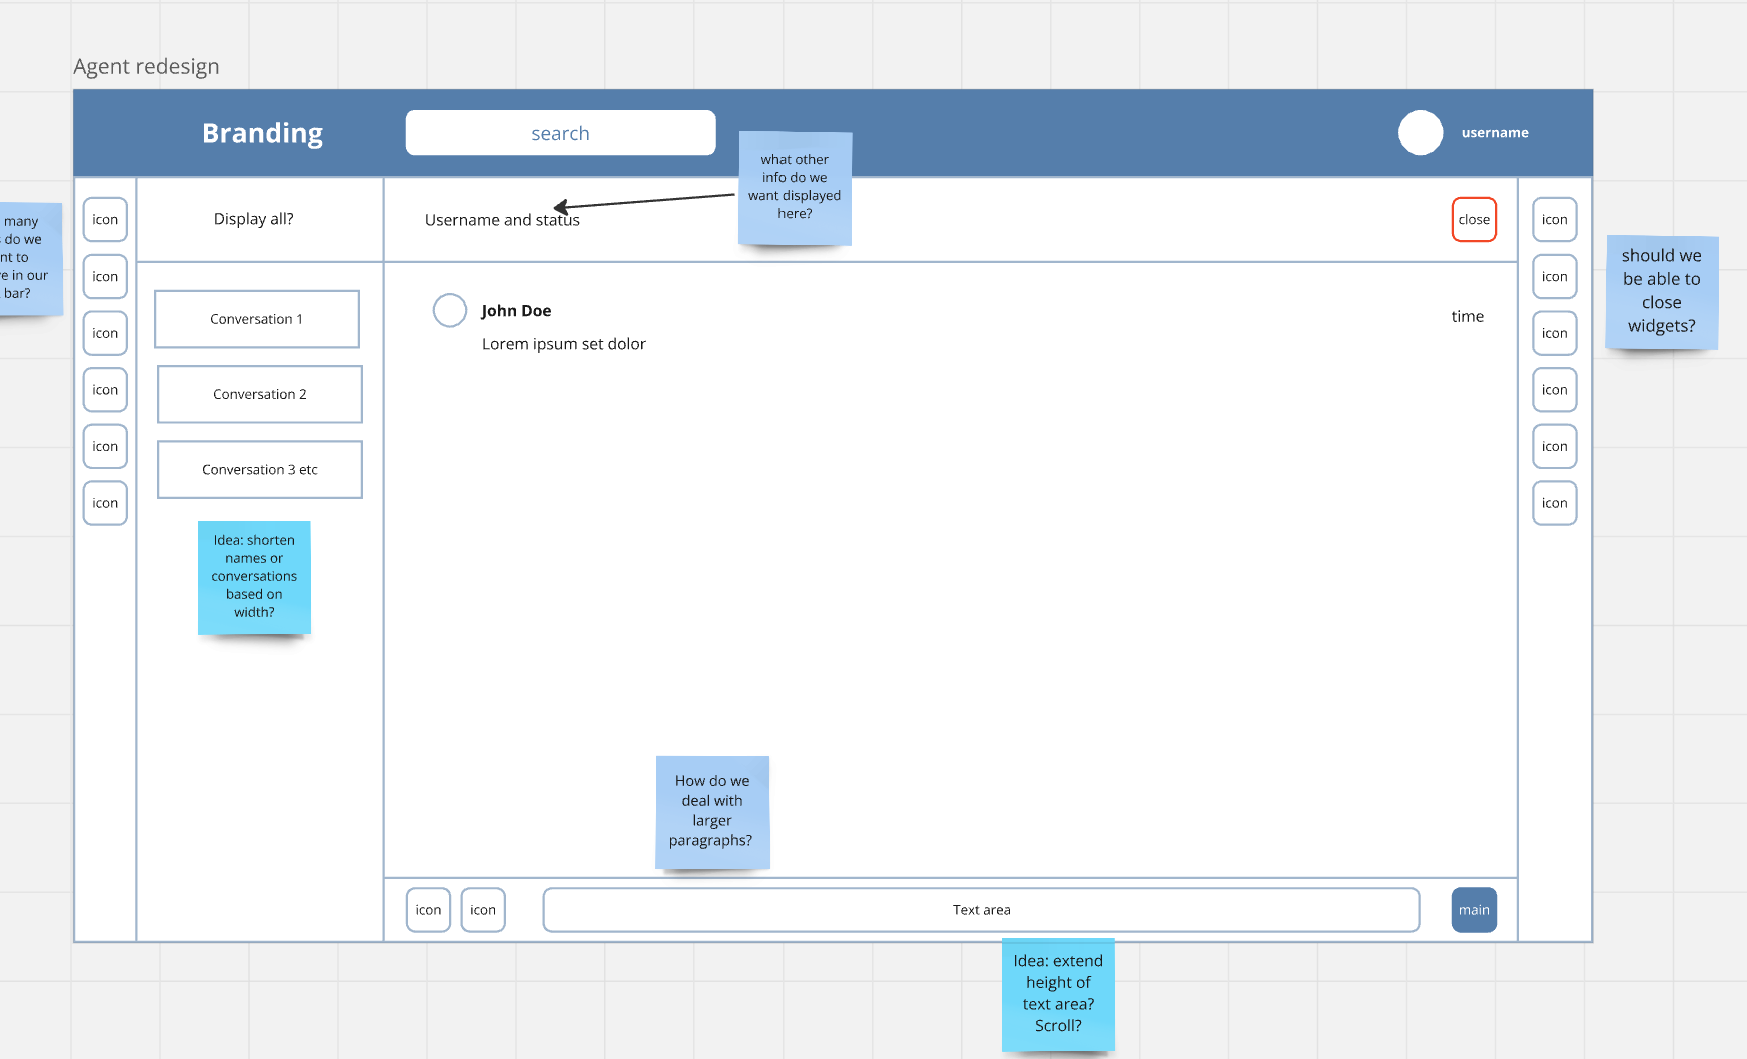 Agent redesign
Branding
search
username
what other
info do we
want displayed
here?
many
do we
to
in our
bar?
icon
icon
icon
icon
icon
icon
Display all?
Conversation 1
Conversation 2
Conversation 3 etc
Idea: shorten
names or
conversations
based on
width?
Username and status
close
John Doe
time
Lorem ipsum set dolor
How do we
deal with
larger
paragraphs?
icon
icon
Text area
main
Idea: extend
height of
text area?
Scroll?
icon
icon
icon
icon
icon
icon
should we
be able to
close
widgets?